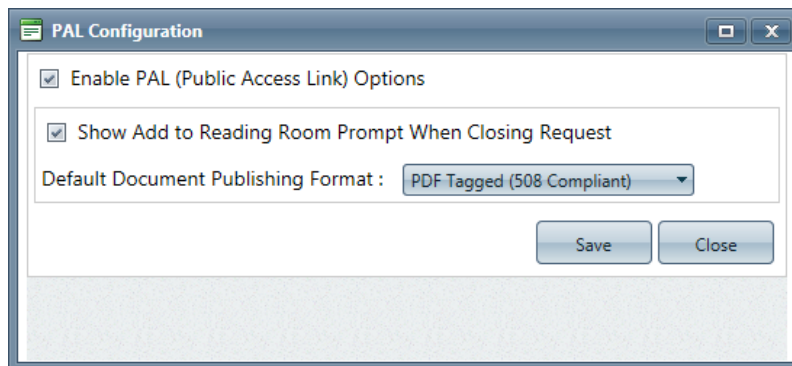 PAL Configuration
Enable PAL (Public Access Link) Options
Show Add to Reading Room Prompt When Closing Request
Default Document Publishing Format : PDF Tagged (508 Compliant)
Save Close